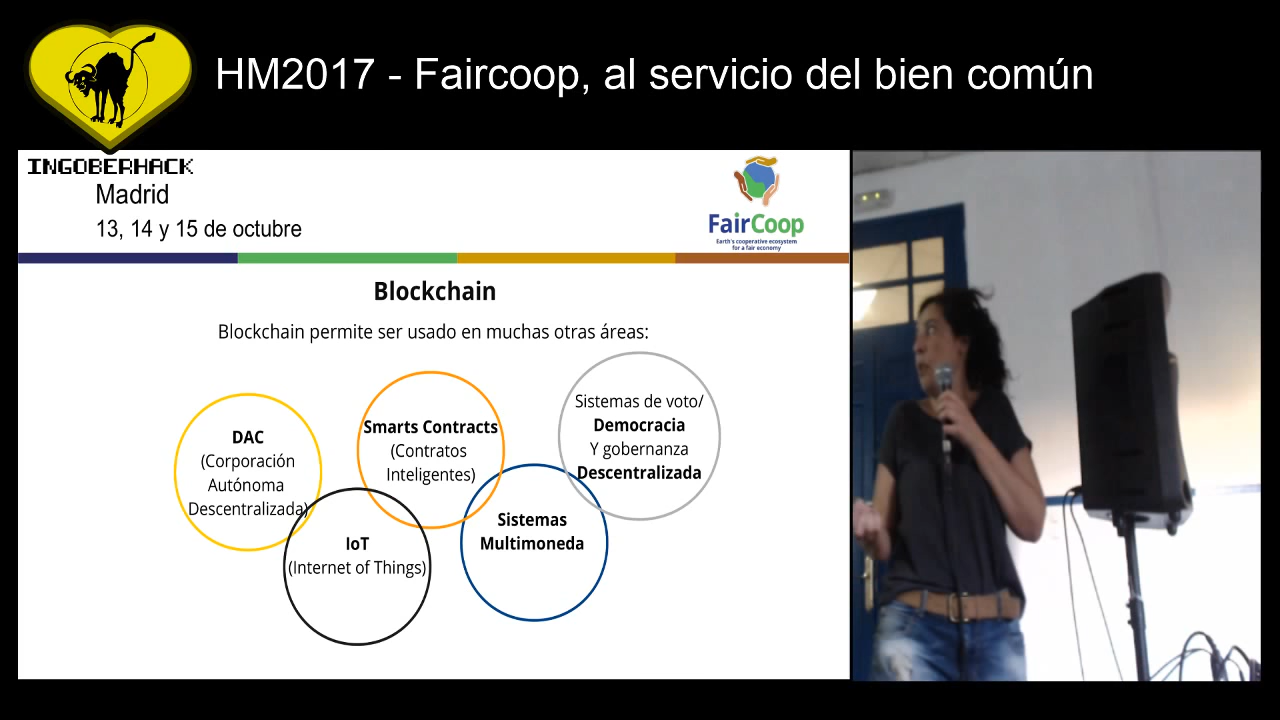 HM2017 - Faircoop, al servicio del bien común
INGOBERHACK
Madrid
13, 14 y 15 de octubre
FairCoop
Earth's cooperative ecosystem
for a fair economy
Blockchain
Blockchain permite ser usado en muchas otras áreas:
DAC
(Corporación
Autónoma
Descentralizada)
Smarts Contracts
(Contratos
Inteligentes)
Sistemas de voto/
Democracia
Y gobernanza
Descentralizada
IoT
(Internet of Things)
Sistemas
Multimoneda